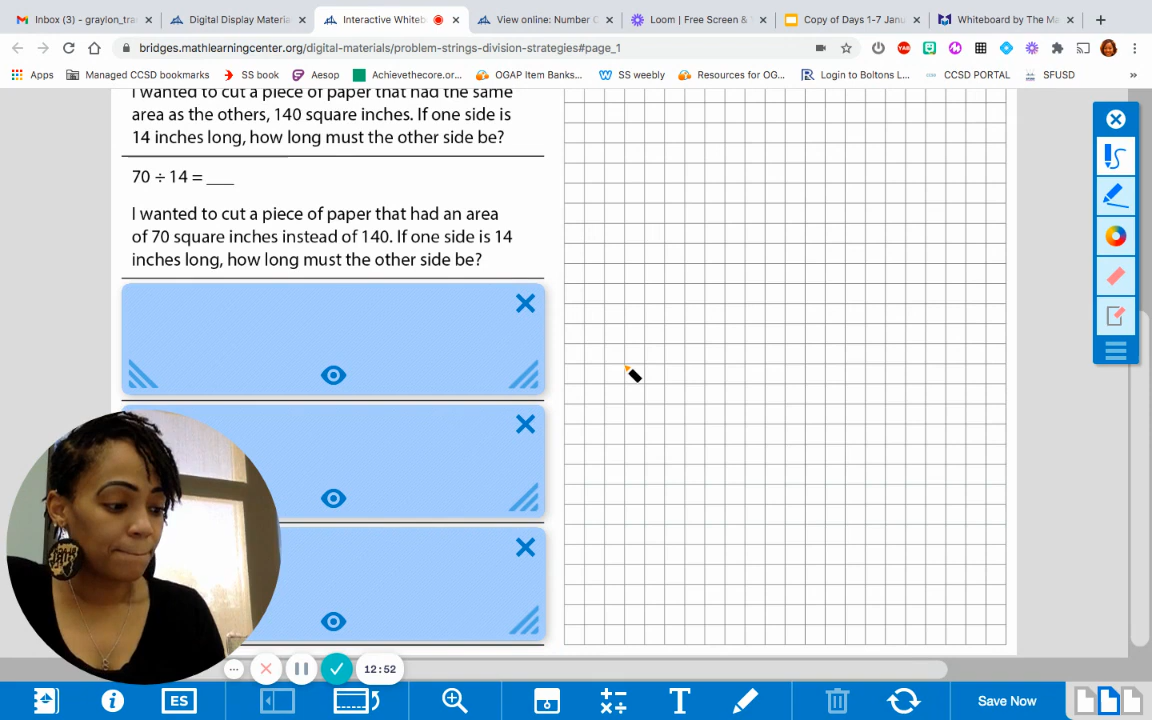 Inbox (3) - graylon_tra
Digital Display Materia
Interactive Whiteb
View online: Number C
Loom | Free Screen &
Copy of Days 1-7 Janu
Whiteboard by The Ma
bridges.mathlearningcenter.org/digital-materials/problem-strings-division-strategies#page_1
Apps
Managed CCSD bookmarks
SS book
Aesop
Achievethecore.or...
OGAP Item Banks...
SS weekly
Resources for OG...
Login to Boltons L...
CCSD PORTAL
SFUSD
»
I wanted to cut a piece of paper that had the same
area as the others, 140 square inches. If one side is
14 inches long, how long must the other side be?
70 ÷ 14 = ___
I wanted to cut a piece of paper that had an area
of 70 square inches instead of 140. If one side is 14
inches long, how long must the other side be?
12:52
ES
T
Save Now